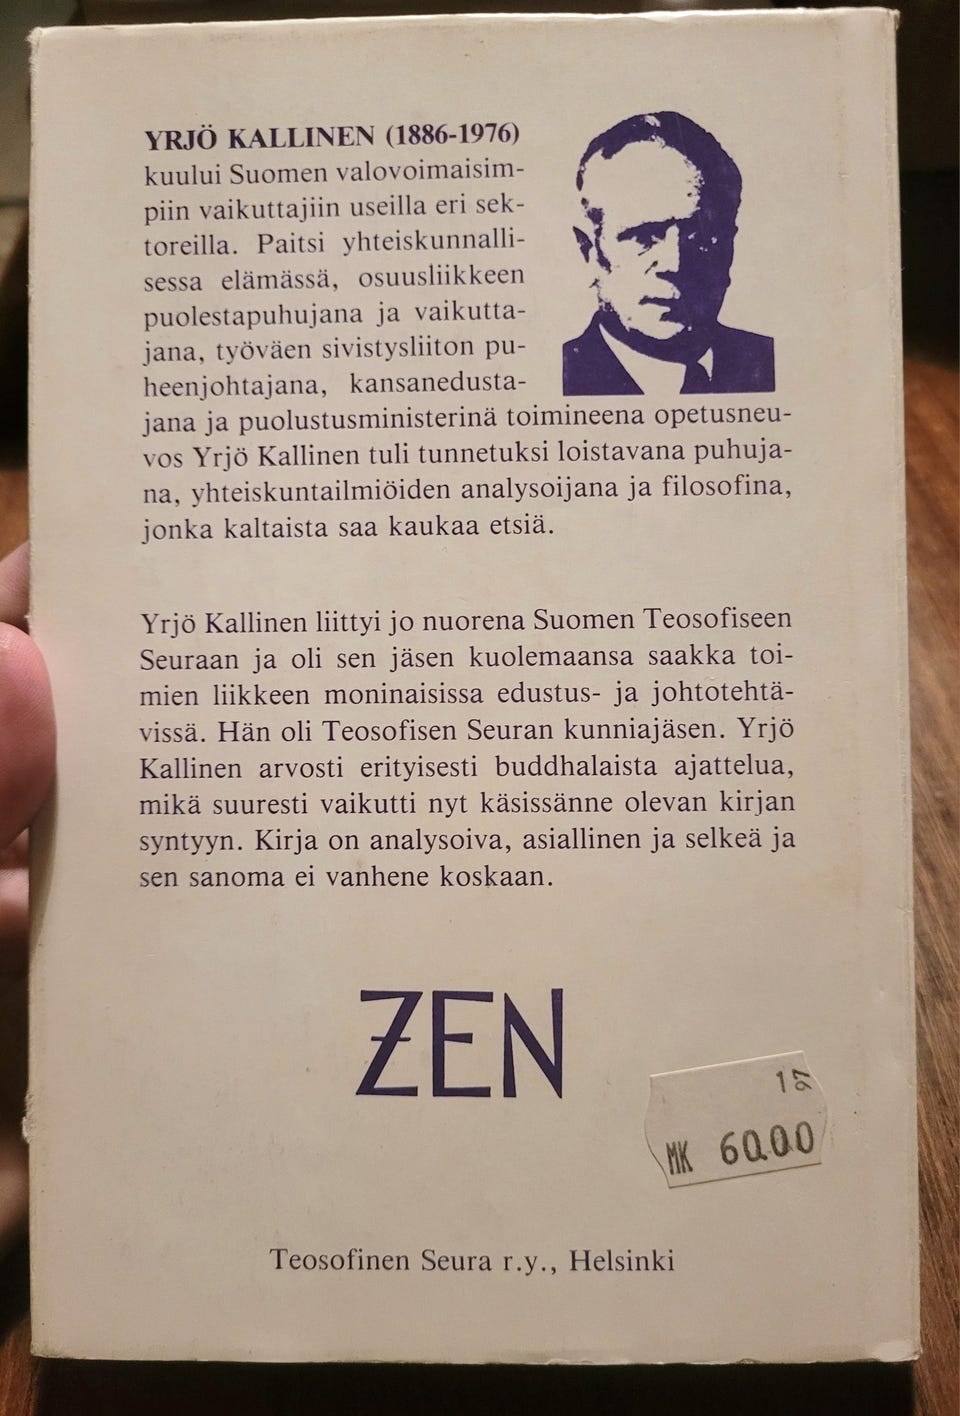 YRJÖ KALLINEN (1886-1976)
kuului Suomen valovoimaisim-
piin vaikuttajiin useilla eri sek-
toreilla. Paitsi yhteiskunnalli-
sessa elämässä, osuusliikkeen
puolestapuhujana ja vaikutta-
jana, työväen sivistysliiton pu-
heenjohtajana, kansanedusta-
jana ja puolustusministerinä toimineena opetusneu-
vos Yrjö Kallinen tuli tunnetuksi loistavana puhuja-
na, yhteiskuntailmiöiden analysoijana ja filosofina,
jonka kaltaista saa kaukaa etsiä.
Yrjö Kallinen liittyi jo nuorena Suomen Teosofiseen
Seuraan ja oli sen jäsen kuolemaansa saakka toi-
mien liikkeen moninaisissa edustus- ja johtotehtä-
vissä. Hän oli Teosofisen Seuran kunniajäsen. Yrjö
Kallinen arvosti erityisesti buddhalaista ajattelua,
mikä suuresti vaikutti nyt käsissänne olevan kirjan
syntyyn. Kirja on analysoiva, asiallinen ja selkeä ja
sen sanoma ei vanhene koskaan.
ZEN
1
MK 60.00
Teosofinen Seura r.y., Helsinki